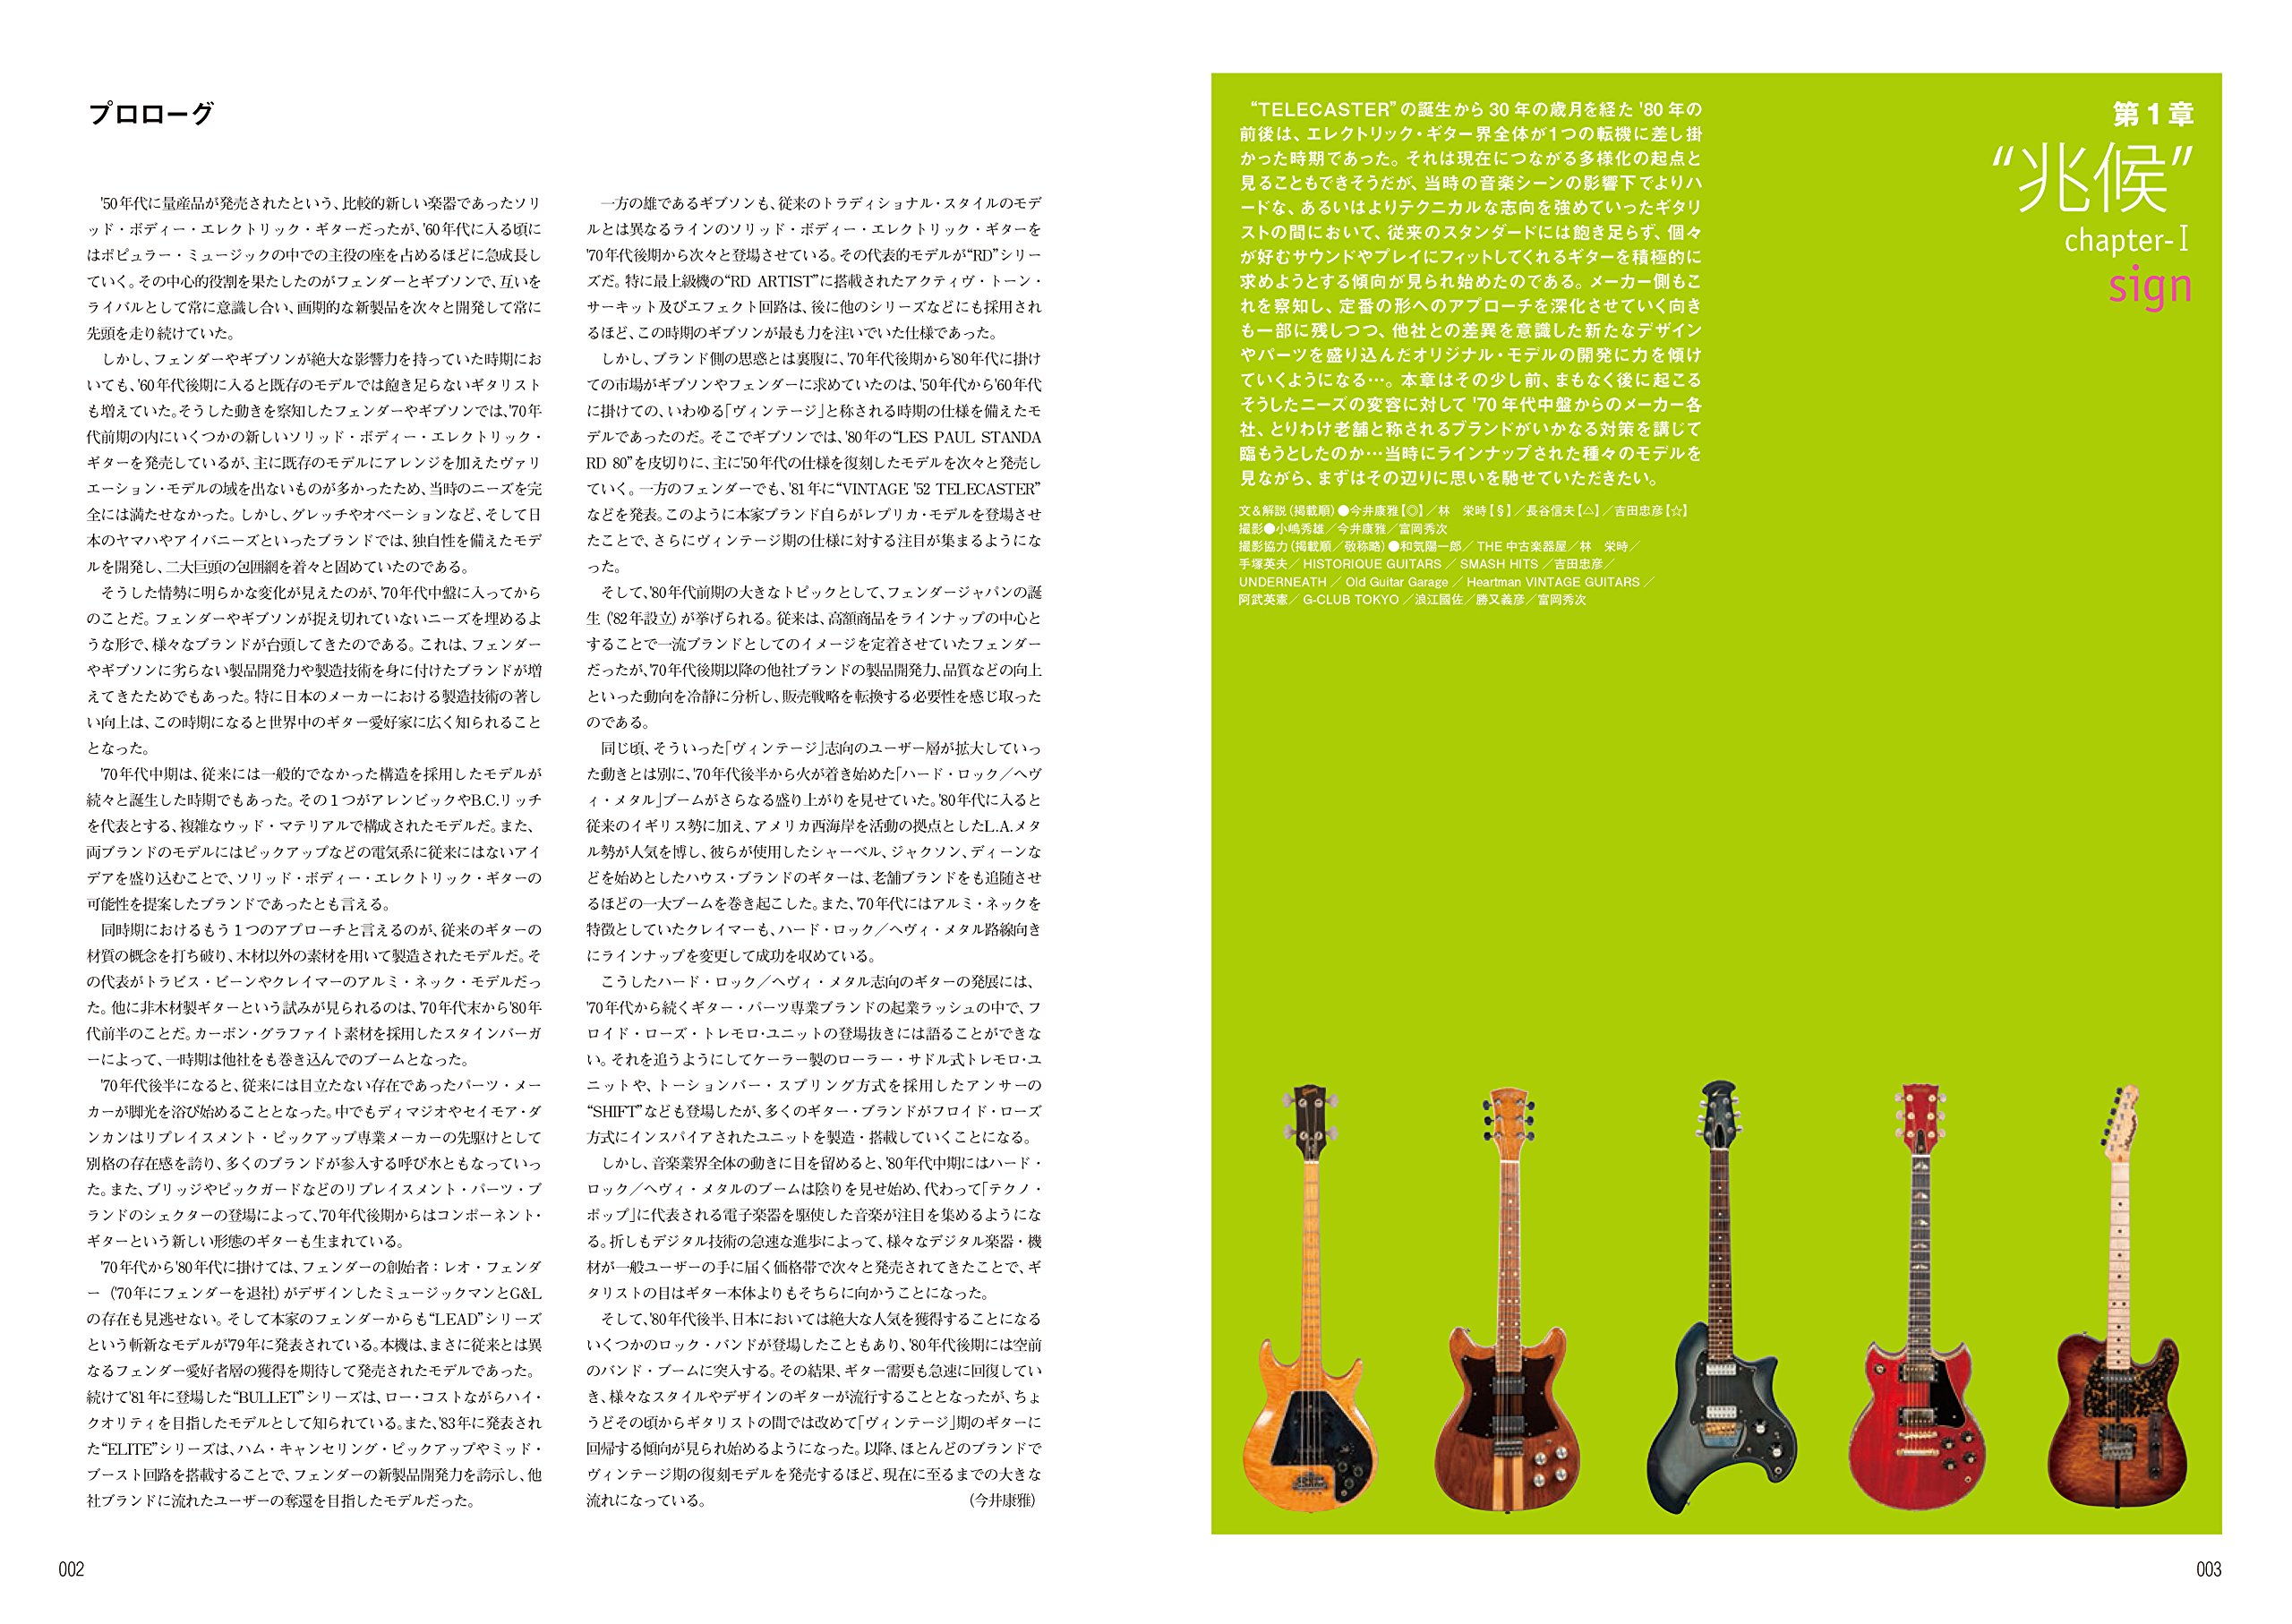 プロローグ
'50年代に量産品が発売されたという、比較的新しい楽器であったソリ
ッド・ボディー・エレクトリック・ギターだったが、'60年代に入る頃に
はポピュラー・ミュージックの中での主役の座を占めるほどに急成長し
ていく。その中心的役割を果たしたのがフェンダーとギブソンで、互いを
ライバルとして常に意識し合い、画期的な新製品を次々と開発して常に
先頭を走り続けていた。
しかし、フェンダーやギブソンが絶大な影響力を持っていた時期にお
いても、'60年代後期に入ると既存のモデルでは飽き足らないギタリスト
も増えていた。そうした動きを察知したフェンダーやギブソンでは、'70年
代前期の内にいくつかの新しいソリッド・ボディー・エレクトリック・
ギターを発売しているが、主に既存のモデルにアレンジを加えたヴァリ
エーション・モデルの域を出ないものが多かったため、当時のニーズを完
全には満たせなかった。しかし、グレッチやオベーションなど、そして日
本のヤマハやアイバニーズといったブランドでは、独自性を備えたモデ
ルを開発し、二大巨頭の包囲網を着々と固めていたのである。
そうした情勢に明らかな変化が見えたのが、'70年代中盤に入ってから
のことだ。フェンダーやギブソンが捉え切れていないニーズを埋めるよ
うな形で、様々なブランドが台頭してきたのである。これは、フェンダー
やギブソンに劣らない製品開発力や製造技術を身に付けたブランドが増
えてきたためでもあった。特に日本のメーカーにおける製造技術の著し
い向上は、この時期になると世界中のギター愛好家に広く知られること
となった。
'70年代中期は、従来には一般的でなかった構造を採用したモデルが
続々と誕生した時期でもあった。その１つがアレンビックやB.C.リッチ
を代表とする、複雑なウッド・マテリアルで構成されたモデルだ。また、
両ブランドのモデルにはピックアップなどの電気系に従来にはないアイ
デアを盛り込むことで、ソリッド・ボディー・エレクトリック・ギターの
可能性を提案したブランドであったとも言える。
同時期におけるもう１つのアプローチと言えるのが、従来のギターの
材質の概念を打ち破り、木材以外の素材を用いて製造されたモデルだ。そ
の代表がトラビス・ビーンやクレイマーのアルミ・ネック・モデルだっ
た。他に非木材製ギターという試みが見られるのは、'70年代末から'80年
代前半のことだ。カーボン・グラファイト素材を採用したスタインバーガ
ーによって、一時期は他社をも巻き込んでのブームとなった。
'70年代後半になると、従来には目立たない存在であったパーツ・メー
カーが脚光を浴び始めることとなった。中でもディマジオやセイモア・ダ
ンカンはリプレイスメント・ピックアップ専業メーカーの先駆けとして
別格の存在感を誇り、多くのブランドが参入する呼び水ともなっていっ
た。また、ブリッジやピックガードなどのリプレイスメント・パーツ・ブ
ランドのシェクターの登場によって、'70年代後期からはコンポーネント・
ギターという新しい形態のギターも生まれている。
'70年代から'80年代に掛けては、フェンダーの創始者：レオ・フェンダ
ー（'70年にフェンダーを退社）がデザインしたミュージックマンとG&L
の存在も見逃せない。そして本家のフェンダーからも“LEAD”シリーズ
という斬新なモデルが'79年に発表されている。本機は、まさに従来とは異
なるフェンダー愛好者層の獲得を期待して発売されたモデルであった。
続けて'81年に登場した“BULLET”シリーズは、ロー・コストながらハイ・
クオリティを目指したモデルとして知られている。また、'83年に発表され
た“ELITE”シリーズは、ハム・キャンセリング・ピックアップやミッド・
ブースト回路を搭載することで、フェンダーの新製品開発力を誇示し、他
社ブランドに流れたユーザーの奪還を目指したモデルだった。
一方の雄であるギブソンも、従来のトラディショナル・スタイルのモデ
ルとは異なるラインのソリッド・ボディー・エレクトリック・ギターを
'70年代後期から次々と登場させている。その代表的モデルが“RD”シリー
ズだ。特に最上級機の“RD ARTIST”に搭載されたアクティヴ・トーン・
サーキット及びエフェクト回路は、後に他のシリーズなどにも採用され
るほど、この時期のギブソンが最も力を注いでいた仕様であった。
しかし、ブランド側の思惑とは裏腹に、'70年代後期から'80年代に掛け
ての市場がギブソンやフェンダーに求めていたのは、'50年代から'60年代
に掛けての、いわゆる「ヴィンテージ」と称される時期の仕様を備えたモ
デルであったのだ。そこでギブソンでは、'80年の“LES PAUL STANDA
RD 80”を皮切りに、主に'50年代の仕様を復刻したモデルを次々と発売し
ていく。一方のフェンダーでも、'81年に“VINTAGE '52 TELECASTER”
などを発表。このように本家ブランド自らがレプリカ・モデルを登場させ
たことで、さらにヴィンテージ期の仕様に対する注目が集まるようにな
った。
そして、'80年代前期の大きなトピックとして、フェンダージャパンの誕
生（'82年設立）が挙げられる。従来は、高額商品をラインナップの中心と
することで一流ブランドとしてのイメージを定着させていたフェンダー
だったが、'70年代後期以降の他社ブランドの製品開発力、品質などの向上
といった動向を冷静に分析し、販売戦略を転換する必要性を感じ取った
のである。
同じ頃、そういった「ヴィンテージ」志向のユーザー層が拡大していっ
た動きとは別に、'70年代後半から火が着き始めた「ハード・ロック／ヘヴ
ィ・メタル」ブームがさらなる盛り上がりを見せていた。'80年代に入ると
従来のイギリス勢に加え、アメリカ西海岸を活動の拠点としたL.A.メタ
ル勢が人気を博し、彼らが使用したシャーベル、ジャクソン、ディーンな
どを始めとしたハウス・ブランドのギターは、老舗ブランドをも追随させ
るほどの一大ブームを巻き起こした。また、'70年代にはアルミ・ネックを
特徴としていたクレイマーも、ハード・ロック／ヘヴィ・メタル路線向き
にラインナップを変更して成功を収めている。
こうしたハード・ロック／ヘヴィ・メタル志向のギターの発展には、
'70年代から続くギター・パーツ専業ブランドの起業ラッシュの中で、フ
ロイド・ローズ・トレモロ・ユニットの登場抜きには語ることができな
い。それを追うようにしてケーラー製のローラー・サドル式トレモロ・ユ
ニットや、トーションバー・スプリング方式を採用したアンサーの
“SHIFT”なども登場したが、多くのギター・ブランドがフロイド・ローズ
方式にインスパイアされたユニットを製造・搭載していくことになる。
しかし、音楽業界全体の動きに目を留めると、'80年代中期にはハード・
ロック／ヘヴィ・メタルのブームは陰りを見せ始め、代わって「テクノ・
ポップ」に代表される電子楽器を駆使した音楽が注目を集めるようにな
る。折しもデジタル技術の急速な進歩によって、様々なデジタル楽器・機
材が一般ユーザーの手に届く価格帯で次々と発売されてきたことで、ギ
タリストの目はギター本体よりもそちらに向かうことになった。
そして、'80年代後半、日本においては絶大な人気を獲得することになる
いくつかのロック・バンドが登場したこともあり、'80年代後期には空前
のバンド・ブームに突入する。その結果、ギター需要も急速に回復してい
き、様々なスタイルやデザインのギターが流行することとなったが、ちょ
うどその頃からギタリストの間では改めて「ヴィンテージ」期のギターに
回帰する傾向が見られ始めるようになった。以降、ほとんどのブランドで
ヴィンテージ期の復刻モデルを発売するほど、現在に至るまでの大きな
流れになっている。（今井康雅）
002
第１章
“兆候”
chapter-Ⅰ
sign
“TELECASTER”の誕生から30年の歳月を経た'80年の
前後は、エレクトリック・ギター界全体が１つの転機に差し掛
かった時期であった。それは現在につながる多様化の起点と
見ることもできそうだが、当時の音楽シーンの影響下でよりハ
ードな、あるいはよりテクニカルな志向を強めていったギタリ
ストの間において、従来のスタンダードには飽き足らず、個々
が好むサウンドやプレイにフィットしてくれるギターを積極的に
求めようとする傾向が見られ始めたのである。メーカー側もこ
れを察知し、定番の形へのアプローチを深化させていく向き
も一部に残しつつ、他社との差異を意識した新たなデザイン
やパーツを盛り込んだオリジナル・モデルの開発に力を傾け
ていくようになる…。本章はその少し前、まもなく後に起こる
そうしたニーズの変容に対して'70年代中盤からのメーカー各
社、とりわけ老舗と称されるブランドがいかなる対策を講じて
臨もうとしたのか…当時にラインナップされた種々のモデルを
見ながら、まずはその辺りに思いを馳せていただきたい。
文＆解説（掲載順）●今井康雅【◎】／林　栄時【§】／長谷信夫【△】／吉田忠彦【☆】
撮影●小嶋秀雄／今井康雅／富岡秀次
撮影協力（掲載順／敬称略）●和気陽一郎／THE 中古楽器屋／林　栄時／
手塚英夫／HISTORIQUE GUITARS／SMASH HITS／吉田忠彦／
UNDERNEATH／Old Guitar Garage／Heartman VINTAGE GUITARS／
阿武英憲／G-CLUB TOKYO／浪江國佐／勝又義彦／富岡秀次
003